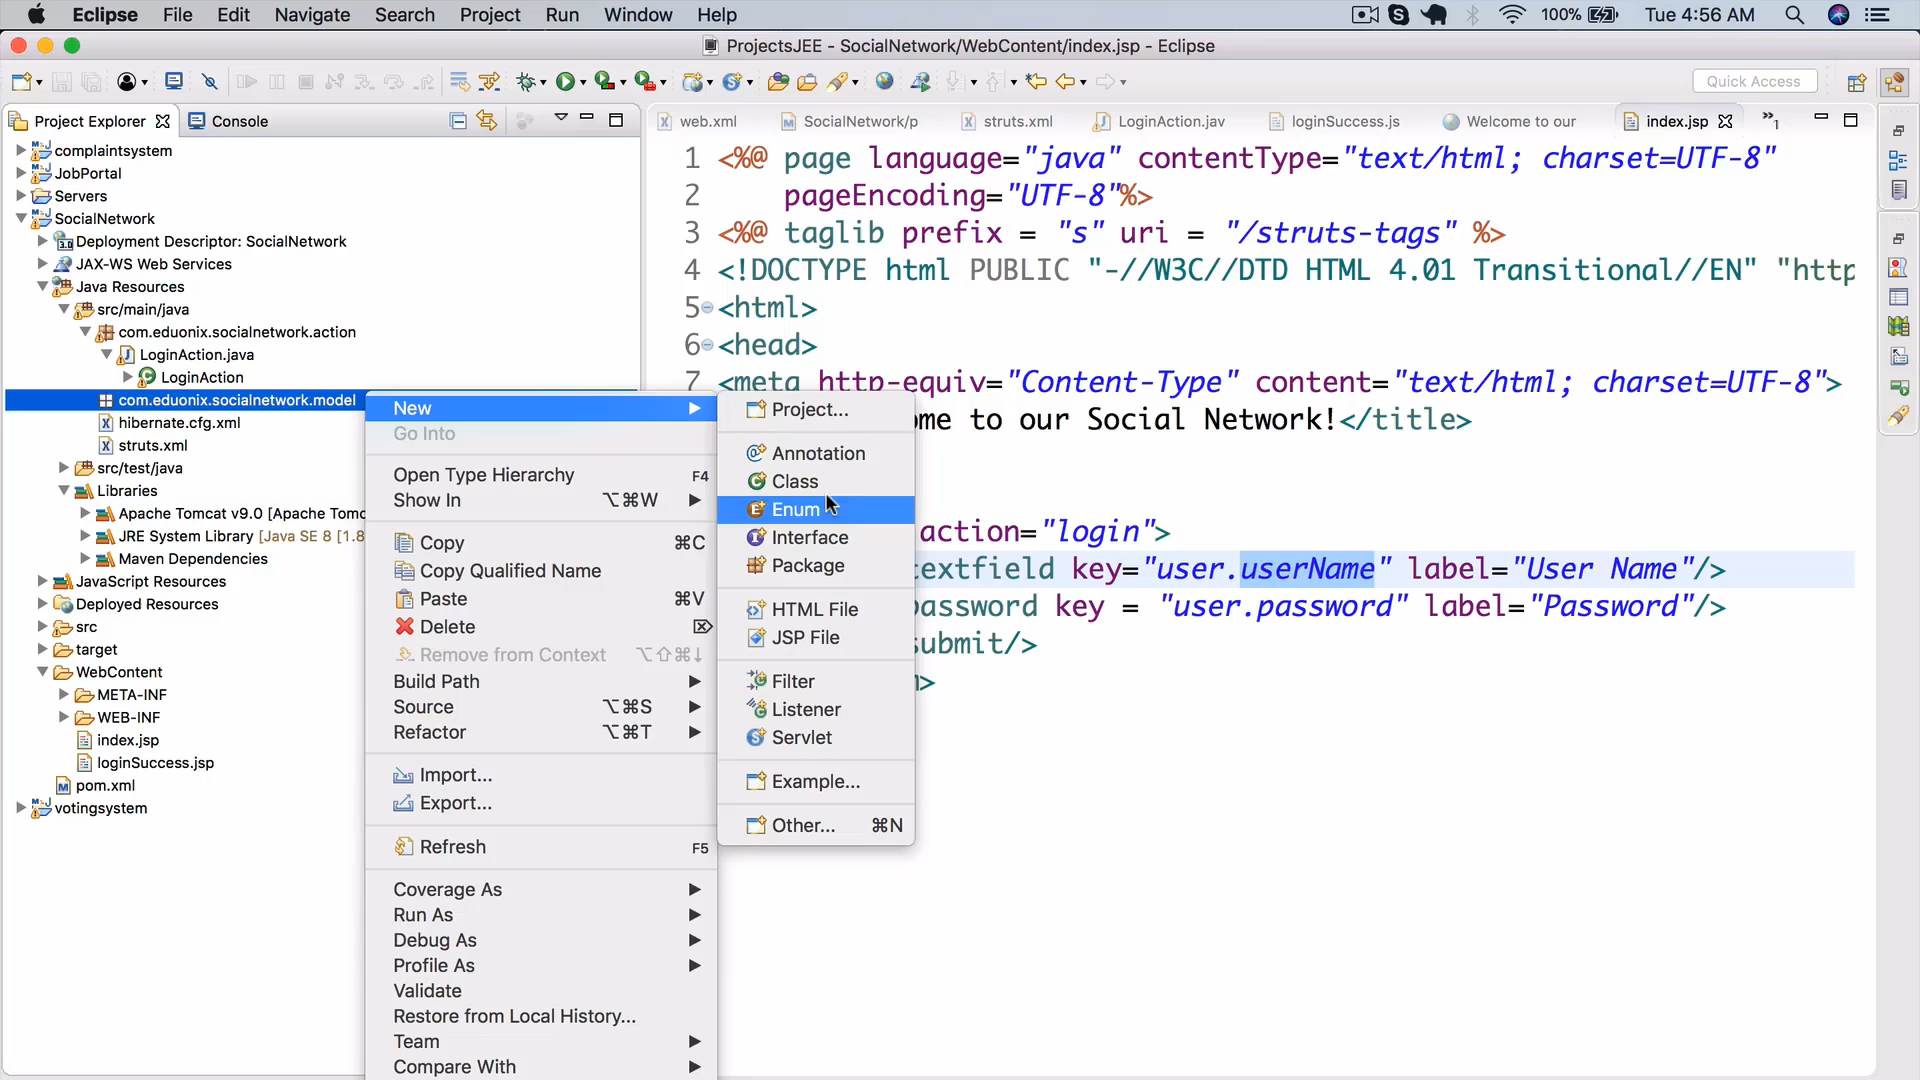 Eclipse File Edit Navigate Search Project Run Window Help 100% Tue 4:56 AM
ProjectsJEE - SocialNetwork/WebContent/index.jsp - Eclipse
Quick Access
Project Explorer Console
web.xml SocialNetwork/p struts.xml LoginAction.jav loginSuccess.js Welcome to our index.jsp »1
complaintsystem
JobPortal
Servers
SocialNetwork
Deployment Descriptor: SocialNetwork
JAX-WS Web Services
Java Resources
src/main/java
com.eduonix.socialnetwork.action
LoginAction.java
LoginAction
com.eduonix.socialnetwork.model
hibernate.cfg.xml
struts.xml
src/test/java
Libraries
Apache Tomcat v9.0 [Apache Tomc
JRE System Library [Java SE 8 [1.8
Maven Dependencies
JavaScript Resources
Deployed Resources
src
target
WebContent
META-INF
WEB-INF
index.jsp
loginSuccess.jsp
pom.xml
votingsystem
New
Go Into
Open Type Hierarchy F4
Show In ⌥⌘W
Copy ⌘C
Copy Qualified Name
Paste ⌘V
Delete ⌦
Remove from Context ⌥⇧⌘↓
Build Path
Source ⌥⌘S
Refactor ⌥⌘T
Import...
Export...
Refresh F5
Coverage As
Run As
Debug As
Profile As
Validate
Restore from Local History...
Team
Compare With
Project...
Annotation
Class
Enum
Interface
Package
HTML File
JSP File
Filter
Listener
Servlet
Example...
Other... ⌘N
1 <%@ page language="java" contentType="text/html; charset=UTF-8"
2 pageEncoding="UTF-8"%>
3 <%@ taglib prefix = "s" uri = "/struts-tags" %>
4 <!DOCTYPE html PUBLIC "-//W3C//DTD HTML 4.01 Transitional//EN" "http
5 <html>
6 <head>
7 <meta http-equiv="Content-Type" content="text/html; charset=UTF-8">
ome to our Social Network!</title>
action="login">
textfield key="user.userName" label="User Name"/>
password key = "user.password" label="Password"/>
submit/>
>